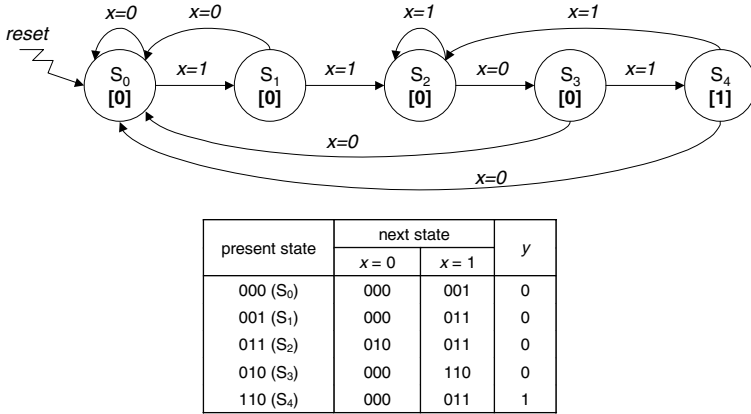 x=0
x=0
x=1
x=1
reset
S₀
[0]
x=1
S₁
[0]
x=1
S₂
[0]
x=0
S₃
[0]
x=1
S₄
[1]
x=0
x=0
present state next state y
x = 0 x = 1
000 (S₀) 000 001 0
001 (S₁) 000 011 0
011 (S₂) 010 011 0
010 (S₃) 000 110 0
110 (S₄) 000 011 1